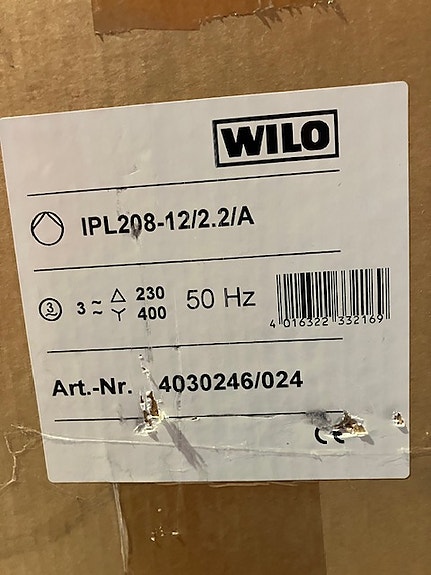 WILO
IPL208-12/2.2/A
3 3 ~ △ 230
~ Y 400
50 Hz
4 016322 332169
Art.-Nr. 4030246/024
CE